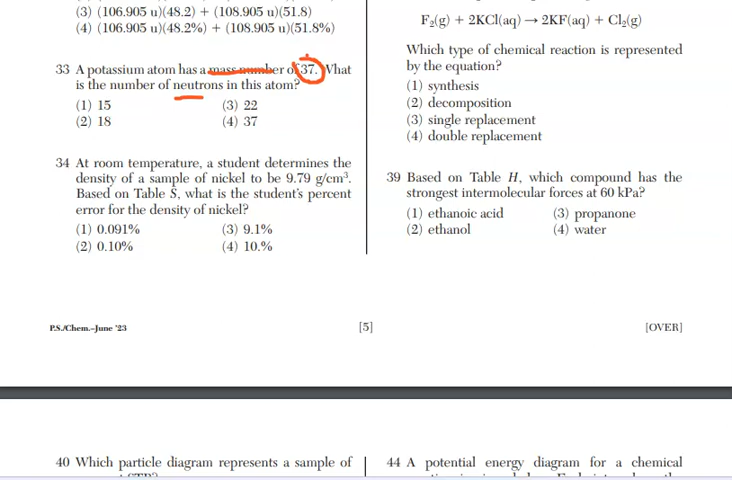 (3) (106.905 u)(48.2) + (108.905 u)(51.8)
(4) (106.905 u)(48.2%) + (108.905 u)(51.8%)
33 A potassium atom has a mass number of 37. What
is the number of neutrons in this atom?
(1) 15 (3) 22
(2) 18 (4) 37
34 At room temperature, a student determines the
density of a sample of nickel to be 9.79 g/cm³.
Based on Table S, what is the student's percent
error for the density of nickel?
(1) 0.091% (3) 9.1%
(2) 0.10% (4) 10.%
F₂(g) + 2KCl(aq) → 2KF(aq) + Cl₂(g)
Which type of chemical reaction is represented
by the equation?
(1) synthesis
(2) decomposition
(3) single replacement
(4) double replacement
39 Based on Table H, which compound has the
strongest intermolecular forces at 60 kPa?
(1) ethanoic acid (3) propanone
(2) ethanol (4) water
P.S./Chem.–June '23 [5] [OVER]
40 Which particle diagram represents a sample of
44 A potential energy diagram for a chemical